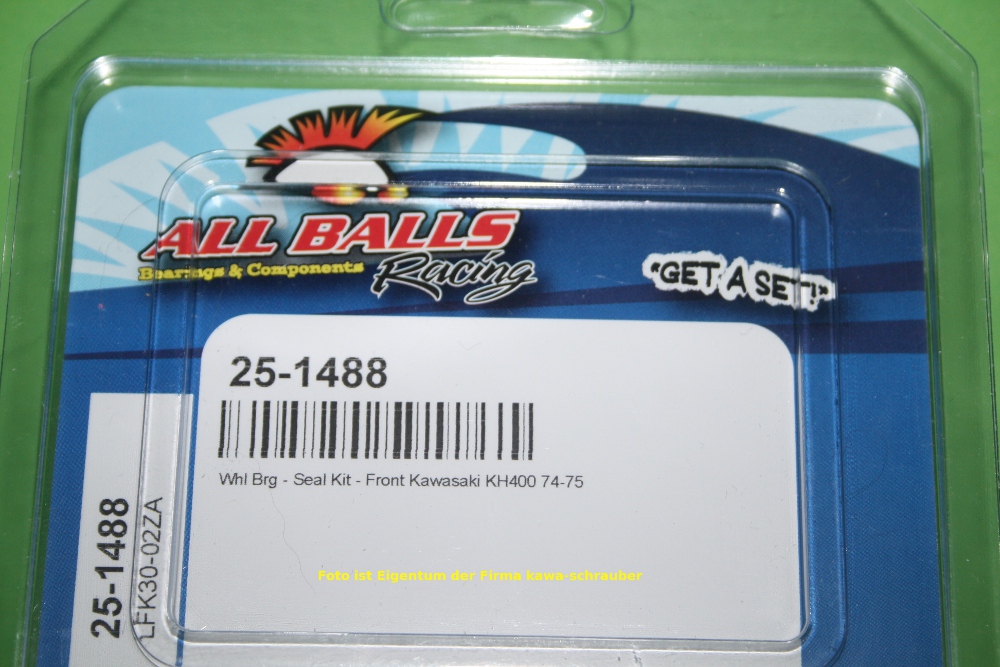 ALL BALLS
Bearings & Components
Racing
"GET A SET!"
25-1488
Whl Brg - Seal Kit - Front Kawasaki KH400 74-75
25-1488
LFK30-02ZA
Foto ist Eigentum der Firma kawa-schrauber